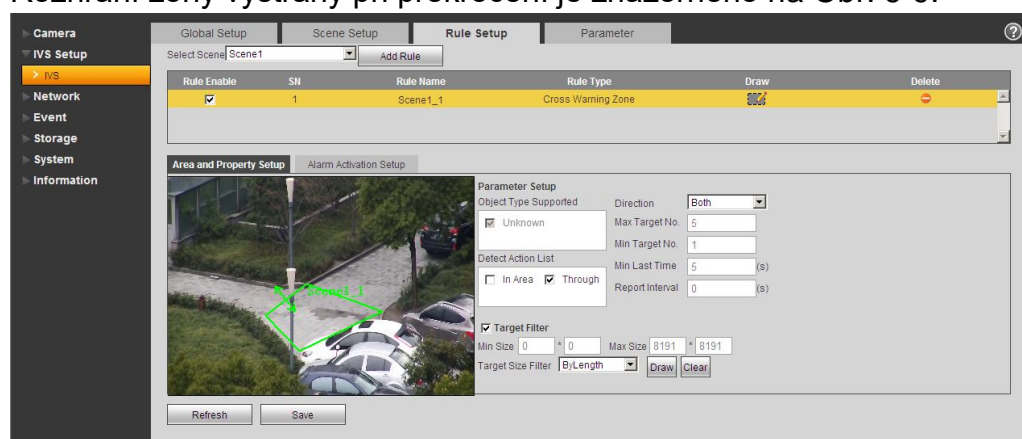 Rozhraní zóny výstrahy při překročení je znázorněno na
Camera
IVS Setup
> IVS
Network
Event
Storage
System
Information
Global Setup Scene Setup Rule Setup Parameter ?
Select Scene Scene1 Add Rule
Rule Enable SN Rule Name Rule Type Draw Delete
1 Scene1_1 Cross Warning Zone
Area and Property Setup Alarm Activation Setup
Scene1_1
Parameter Setup
Object Type Supported
Unknown
Detect Action List
In Area Through
Direction Both
Max Target No. 5
Min Target No. 1
Min Last Time 5 (s)
Report Interval 0 (s)
Target Filter
Min Size 0 * 0 Max Size 8191 * 8191
Target Size Filter ByLength Draw Clear
Refresh Save